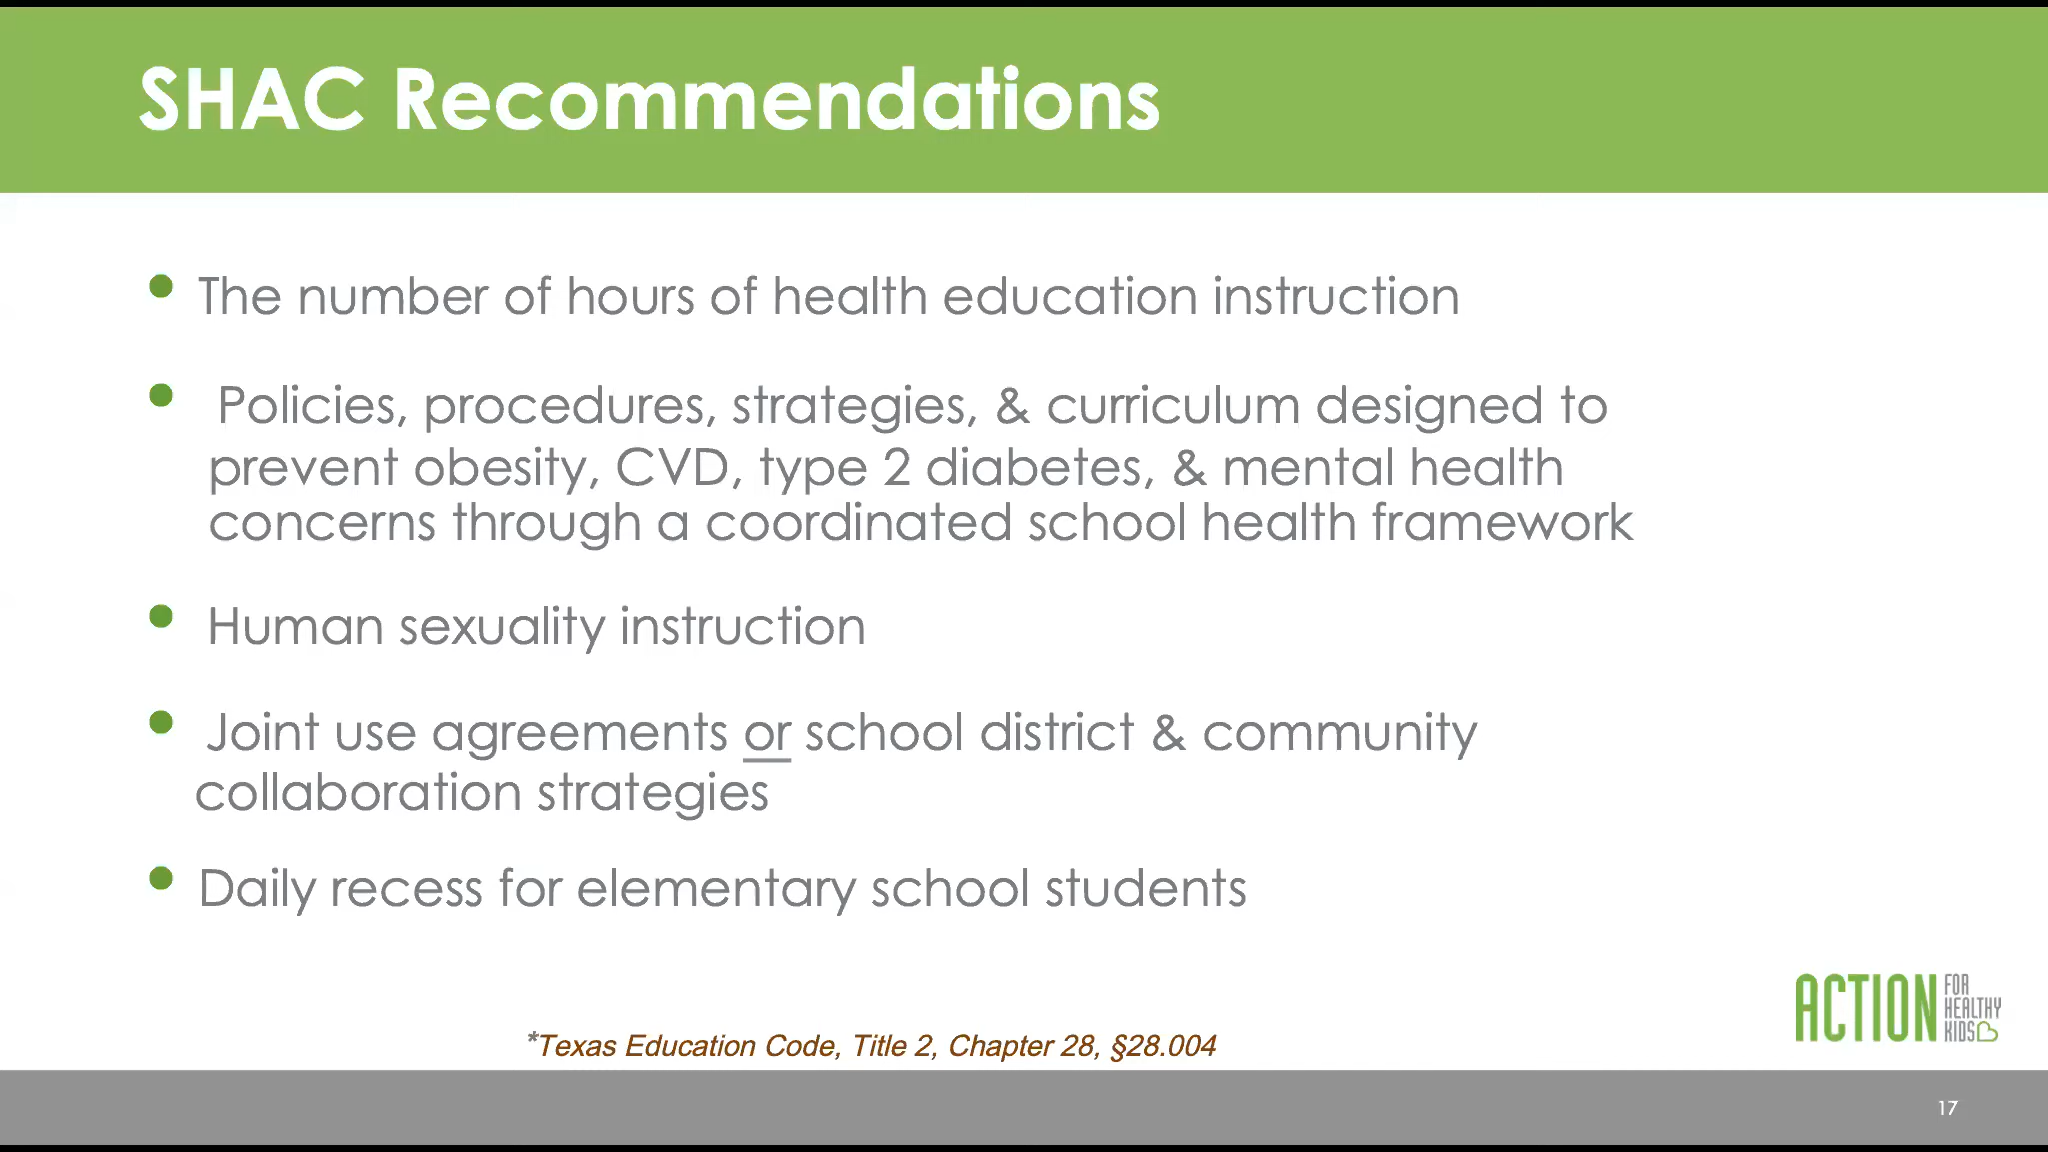 SHAC Recommendations
• The number of hours of health education instruction
• Policies, procedures, strategies, & curriculum designed to
prevent obesity, CVD, type 2 diabetes, & mental health
concerns through a coordinated school health framework
• Human sexuality instruction
• Joint use agreements or school district & community
collaboration strategies
• Daily recess for elementary school students
ACTION FOR HEALTHY KIDS
*Texas Education Code, Title 2, Chapter 28, §28.004
17